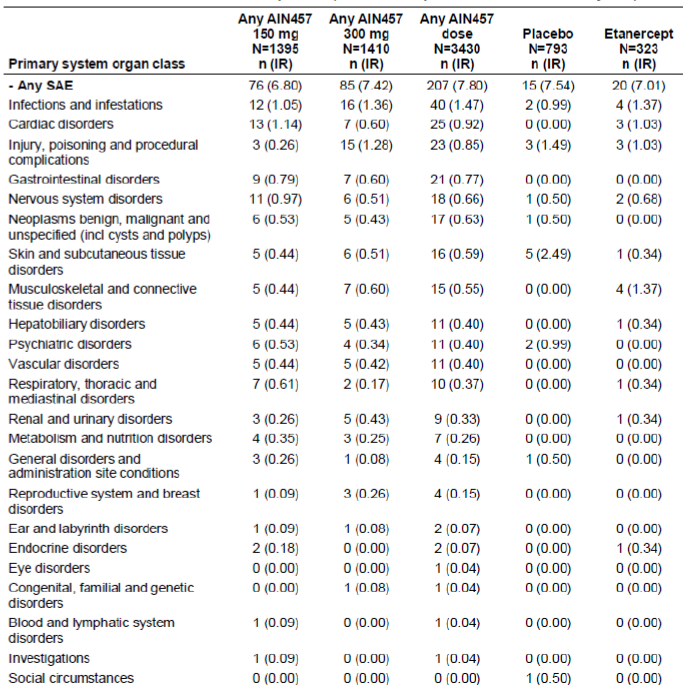 Any AIN457 Any AIN457 Any AIN457
150 mg 300 mg dose Placebo Etanercept
N=1395 N=1410 N=3430 N=793 N=323
Primary system organ class n (IR) n (IR) n (IR) n (IR) n (IR)
- Any SAE 76 (6.80) 85 (7.42) 207 (7.80) 15 (7.54) 20 (7.01)
Infections and infestations 12 (1.05) 16 (1.36) 40 (1.47) 2 (0.99) 4 (1.37)
Cardiac disorders 13 (1.14) 7 (0.60) 25 (0.92) 0 (0.00) 3 (1.03)
Injury, poisoning and procedural 3 (0.26) 15 (1.28) 23 (0.85) 3 (1.49) 3 (1.03)
complications
Gastrointestinal disorders 9 (0.79) 7 (0.60) 21 (0.77) 0 (0.00) 0 (0.00)
Nervous system disorders 11 (0.97) 6 (0.51) 18 (0.66) 1 (0.50) 2 (0.68)
Neoplasms benign, malignant and 6 (0.53) 5 (0.43) 17 (0.63) 1 (0.50) 0 (0.00)
unspecified (incl cysts and polyps)
Skin and subcutaneous tissue 5 (0.44) 6 (0.51) 16 (0.59) 5 (2.49) 1 (0.34)
disorders
Musculoskeletal and connective 5 (0.44) 7 (0.60) 15 (0.55) 0 (0.00) 4 (1.37)
tissue disorders
Hepatobiliary disorders 5 (0.44) 5 (0.43) 11 (0.40) 0 (0.00) 1 (0.34)
Psychiatric disorders 6 (0.53) 4 (0.34) 11 (0.40) 2 (0.99) 0 (0.00)
Vascular disorders 5 (0.44) 5 (0.42) 11 (0.40) 0 (0.00) 0 (0.00)
Respiratory, thoracic and 7 (0.61) 2 (0.17) 10 (0.37) 0 (0.00) 1 (0.34)
mediastinal disorders
Renal and urinary disorders 3 (0.26) 5 (0.43) 9 (0.33) 0 (0.00) 1 (0.34)
Metabolism and nutrition disorders 4 (0.35) 3 (0.25) 7 (0.26) 0 (0.00) 0 (0.00)
General disorders and 3 (0.26) 1 (0.08) 4 (0.15) 1 (0.50) 0 (0.00)
administration site conditions
Reproductive system and breast 1 (0.09) 3 (0.26) 4 (0.15) 0 (0.00) 0 (0.00)
disorders
Ear and labyrinth disorders 1 (0.09) 1 (0.08) 2 (0.07) 0 (0.00) 0 (0.00)
Endocrine disorders 2 (0.18) 0 (0.00) 2 (0.07) 0 (0.00) 1 (0.34)
Eye disorders 0 (0.00) 0 (0.00) 1 (0.04) 0 (0.00) 0 (0.00)
Congenital, familial and genetic 0 (0.00) 1 (0.08) 1 (0.04) 0 (0.00) 0 (0.00)
disorders
Blood and lymphatic system 1 (0.09) 0 (0.00) 1 (0.04) 0 (0.00) 0 (0.00)
disorders
Investigations 1 (0.09) 0 (0.00) 1 (0.04) 0 (0.00) 0 (0.00)
Social circumstances 0 (0.00) 0 (0.00) 0 (0.00) 1 (0.50) 0 (0.00)